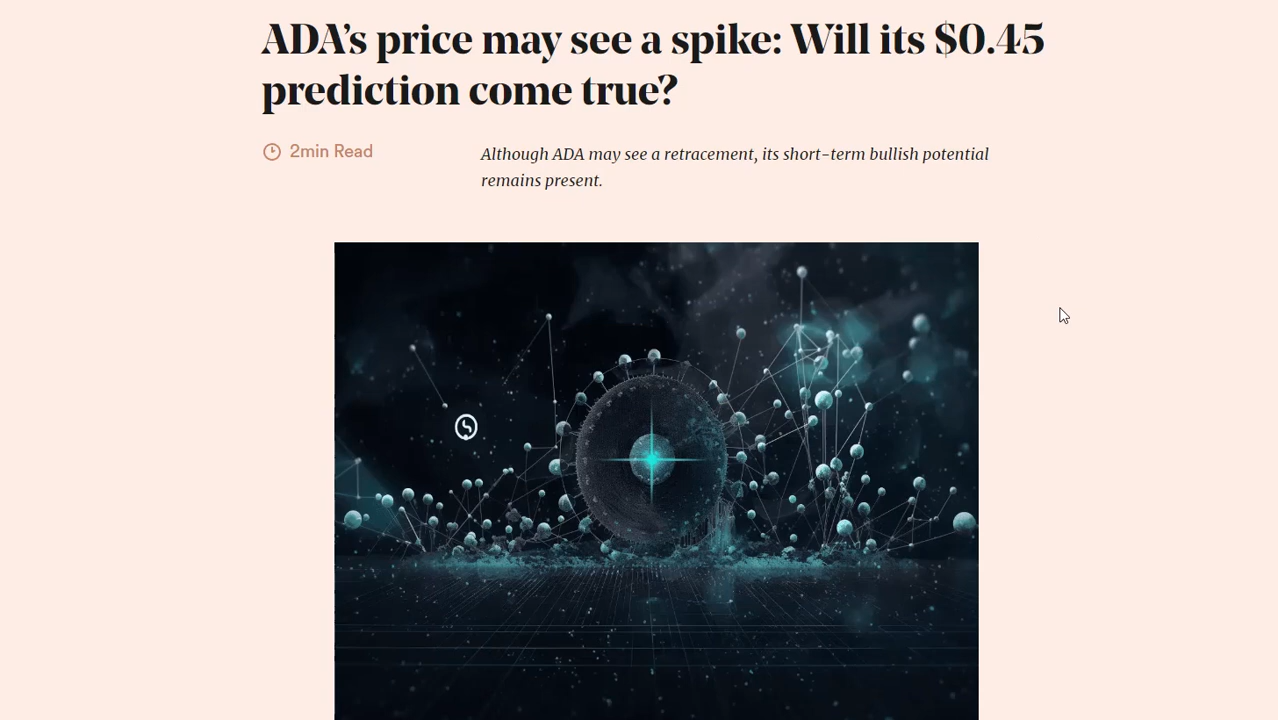 ADA’s price may see a spike: Will its $0.45
prediction come true?
2min Read
Although ADA may see a retracement, its short-term bullish potential
remains present.